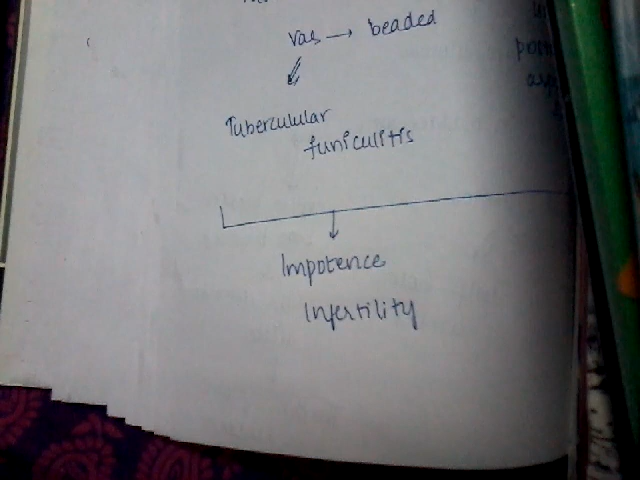 vas → beaded
Tuberculular
funiculitis
Impotence
Infertility